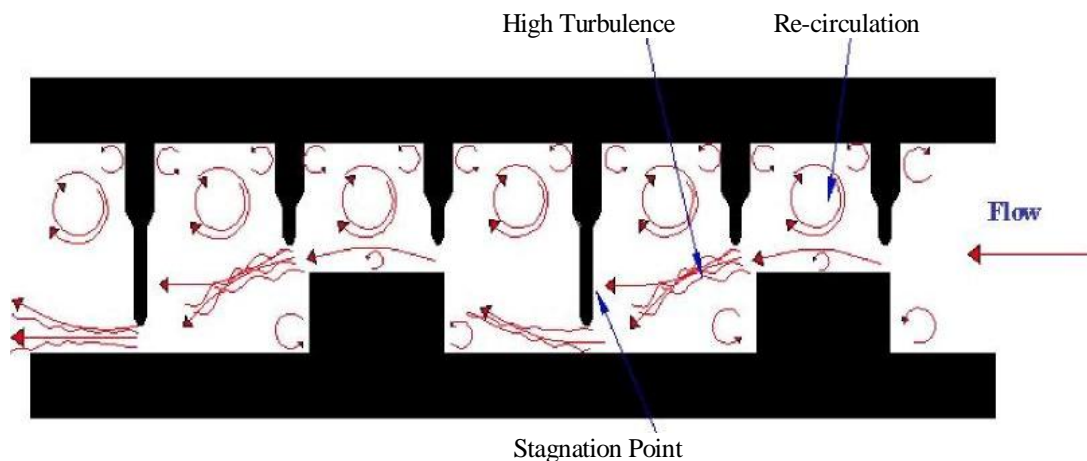 High Turbulence
Re-circulation
Flow
Stagnation Point